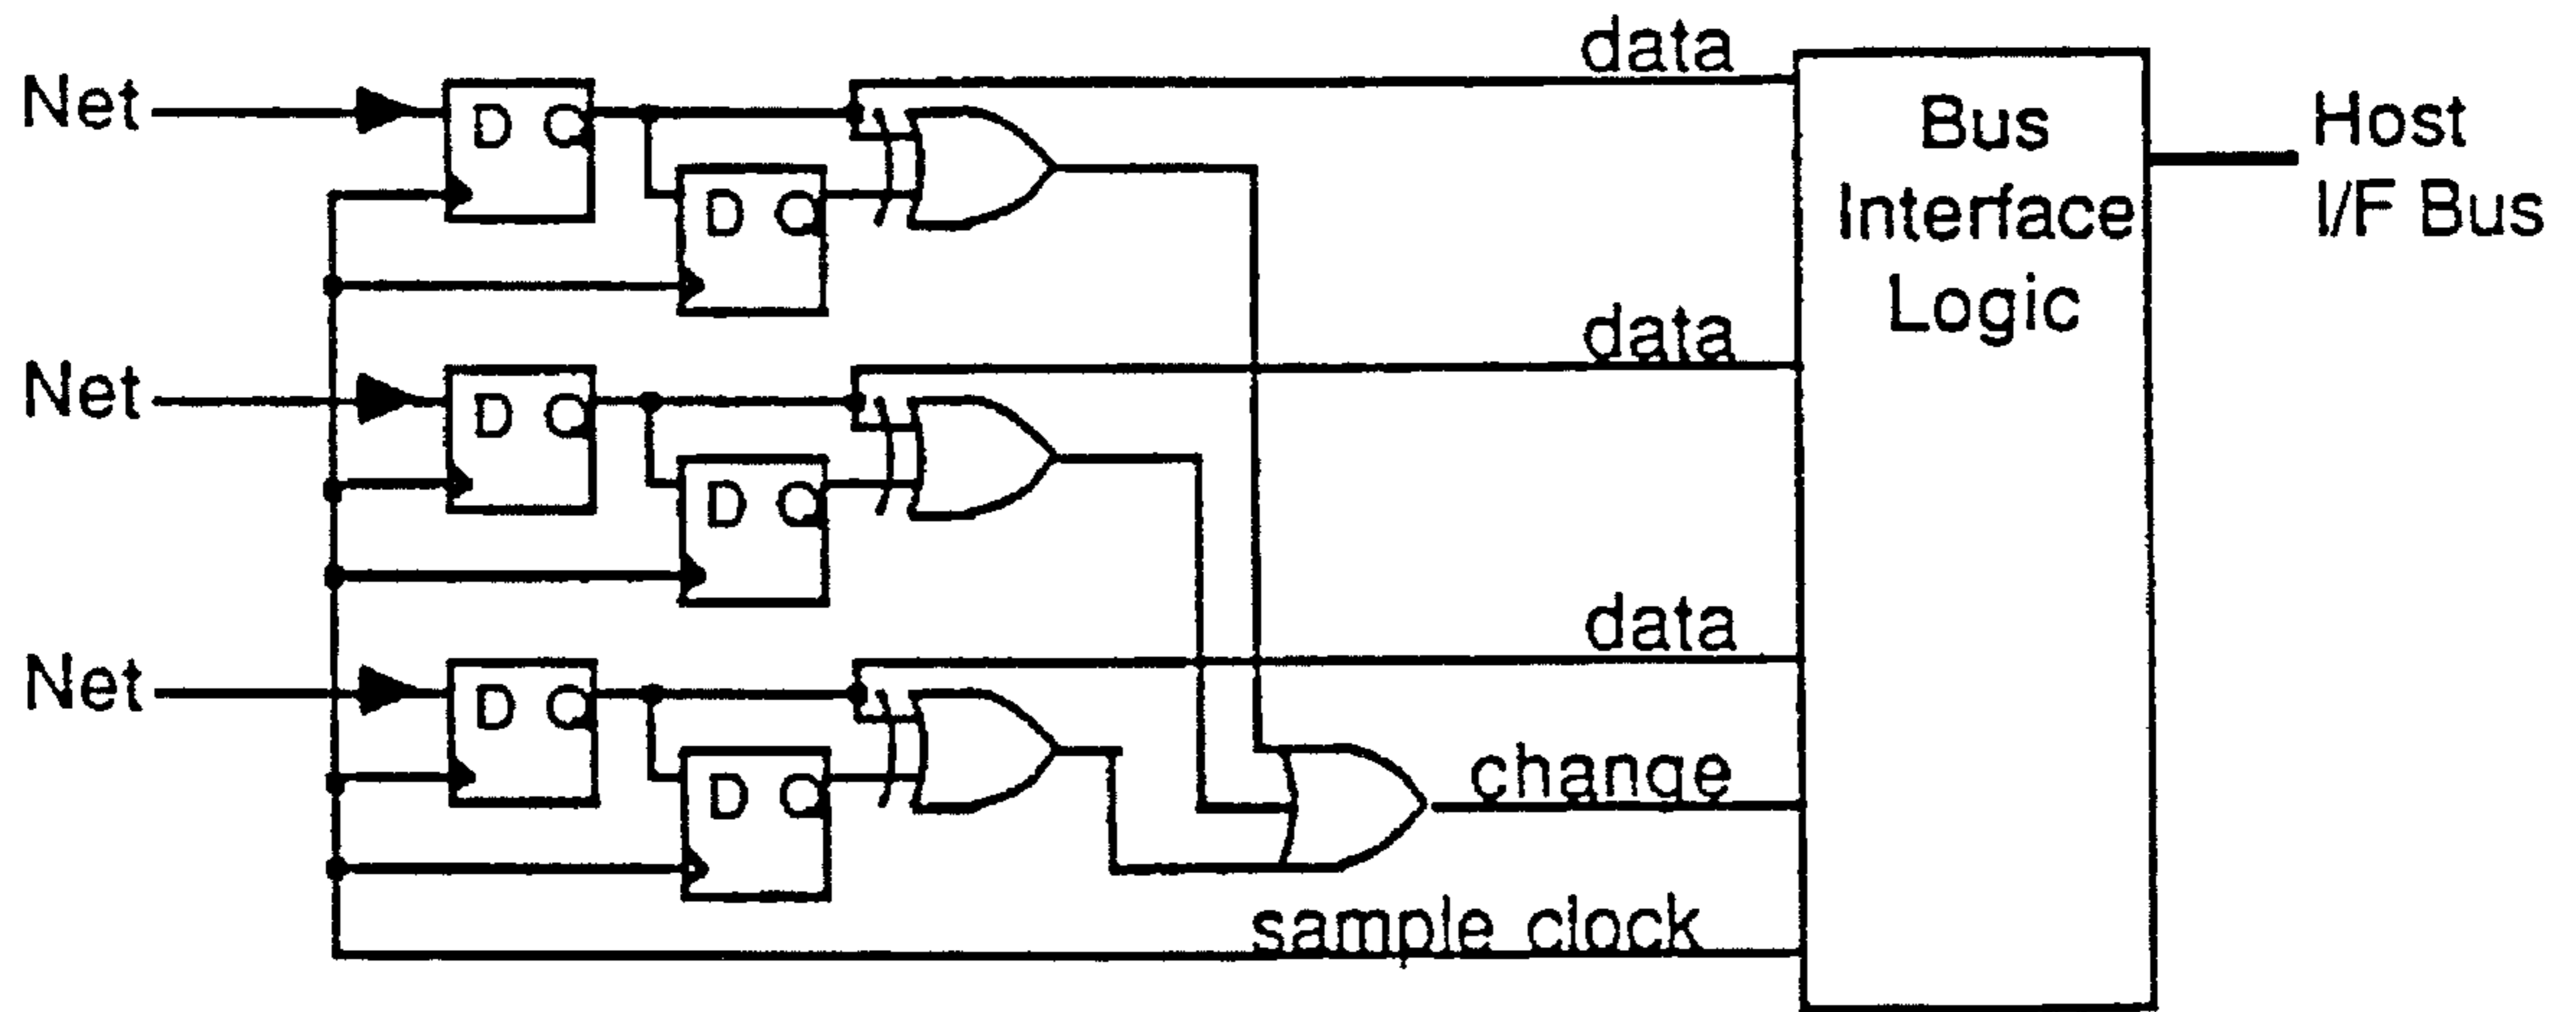 data
Net
D Q
Bus
Interface
Logic
Host
I/F Bus
D Q
data
Net
D Q
D Q
data
Net
D Q
D Q
change
sample clock